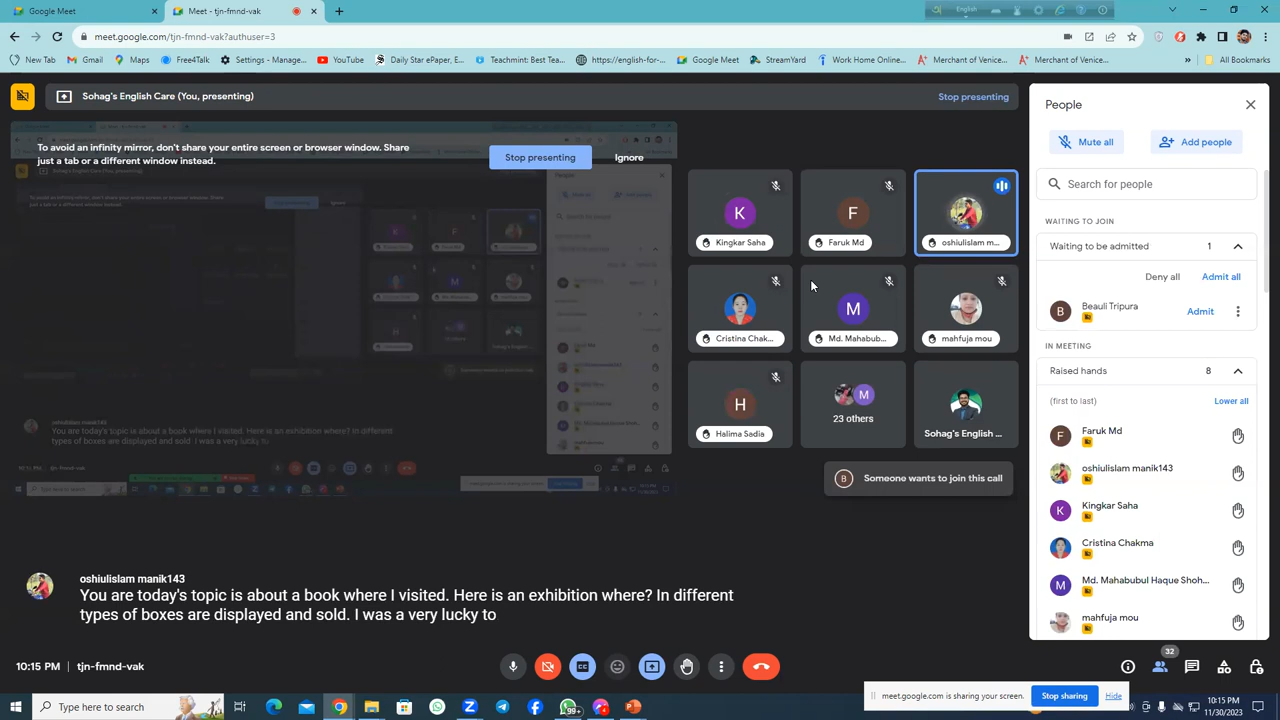 Google Meet
Meet - tjn-fmnd-vak
English
meet.google.com/tjn-fmnd-vak?authuser=3
New Tab
Gmail
Maps
Free4Talk
Settings - Manage...
YouTube
Daily Star ePaper, E...
Teachmint: Best Tea...
https://english-for-...
Google Meet
StreamYard
Work Home Online...
Merchant of Venice...
Merchant of Venice...
»
All Bookmarks
Sohag's English Care (You, presenting)
Stop presenting
To avoid an infinity mirror, don't share your entire screen or browser window. Share
just a tab or a different window instead.
Stop presenting
Ignore
K
Kingkar Saha
F
Faruk Md
oshiulislam m...
Cristina Chak...
M
Md. Mahabub...
mahfuja mou
H
Halima Sadia
M
23 others
Sohag's English ...
B
Someone wants to join this call
People
Mute all
Add people
Search for people
WAITING TO JOIN
Waiting to be admitted 1
Deny all
Admit all
B
Beauli Tripura
Admit
IN MEETING
Raised hands 8
(first to last)
Lower all
F
Faruk Md
oshiulislam manik143
K
Kingkar Saha
Cristina Chakma
M
Md. Mahabubul Haque Shoh...
mahfuja mou
oshiulislam manik143
You are today's topic is about a book where I visited. Here is an exhibition where? In different
types of boxes are displayed and sold. I was a very lucky to
10:15 PM | tjn-fmnd-vak
CC
32
meet.google.com is sharing your screen.
Stop sharing
Hide
Type here to search
99+
10:15 PM
11/30/2023